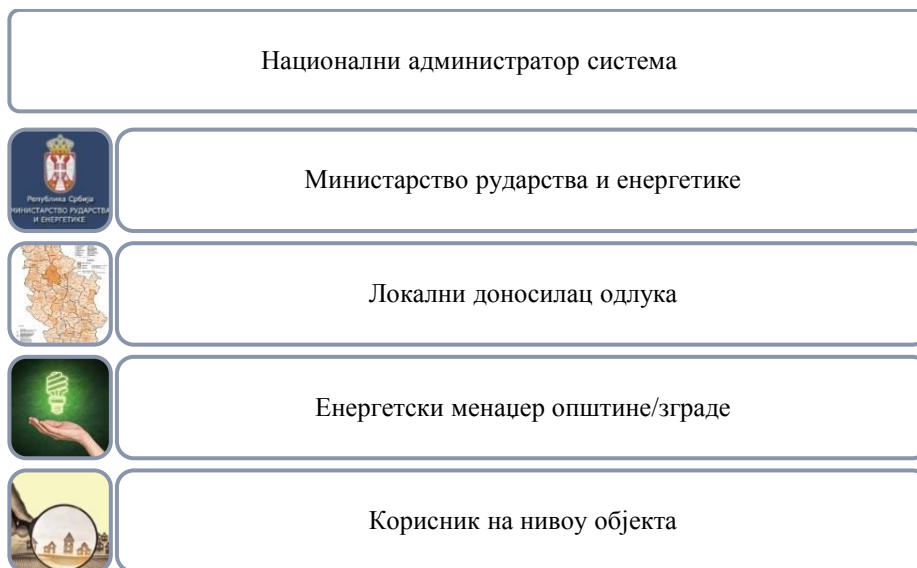 Национални администратор система
Министарство рударства и енергетике
Република Србија
МИНИСТАРСТВО РУДАРСТВА
И ЕНЕРГЕТИКЕ
Локални доносилац одлука
Енергетски менаџер општине/зграде
Корисник на нивоу објекта